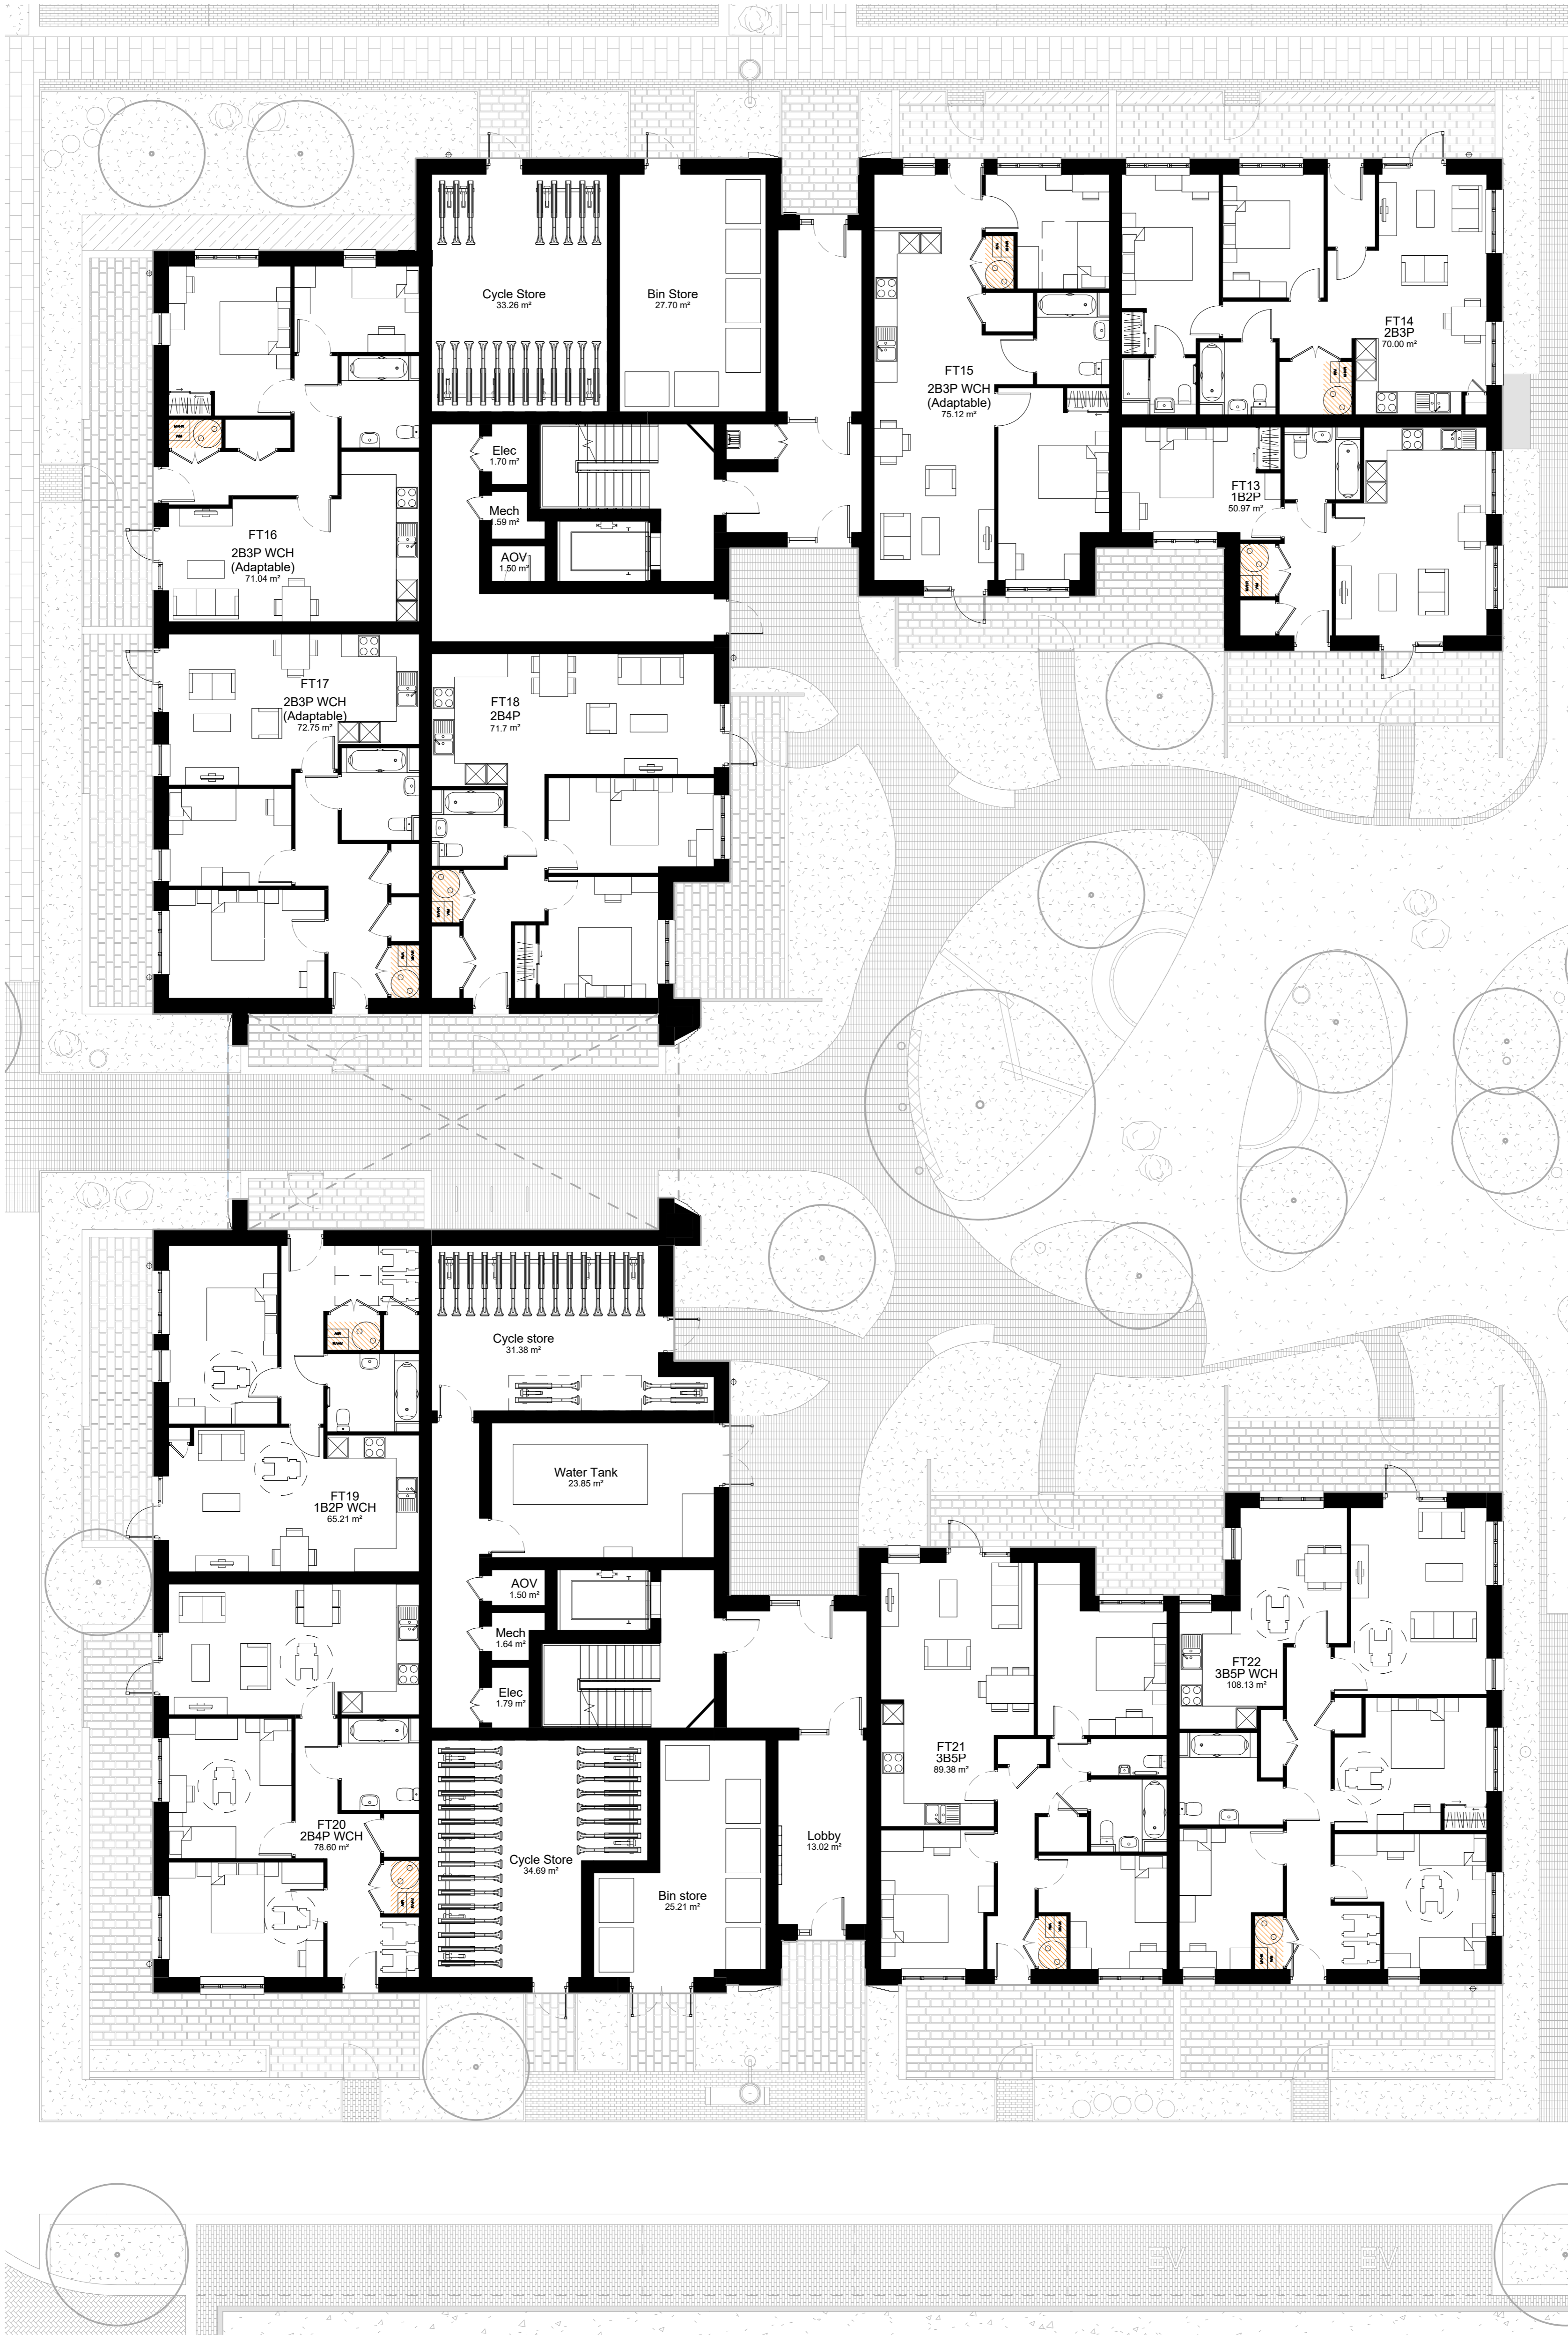 Cycle Store
33.26 m²
Bin Store
27.70 m²
FT14
2B3P
70.00 m²
FT15
2B3P WCH
(Adaptable)
75.12 m²
Elec
1.70 m²
Mech
1.59 m²
AOV
1.50 m²
FT13
1B2P
50.97 m²
FT16
2B3P WCH
(Adaptable)
71.04 m²
FT17
2B3P WCH
(Adaptable)
72.75 m²
FT18
2B4P
71.7 m²
Cycle store
31.38 m²
Water Tank
23.85 m²
FT19
1B2P WCH
65.21 m²
AOV
1.50 m²
Mech
1.64 m²
Elec
1.79 m²
FT22
3B5P WCH
108.13 m²
FT21
3B5P
89.38 m²
FT20
2B4P WCH
78.60 m²
Cycle Store
34.69 m²
Lobby
13.02 m²
Bin store
25.21 m²
EV
EV